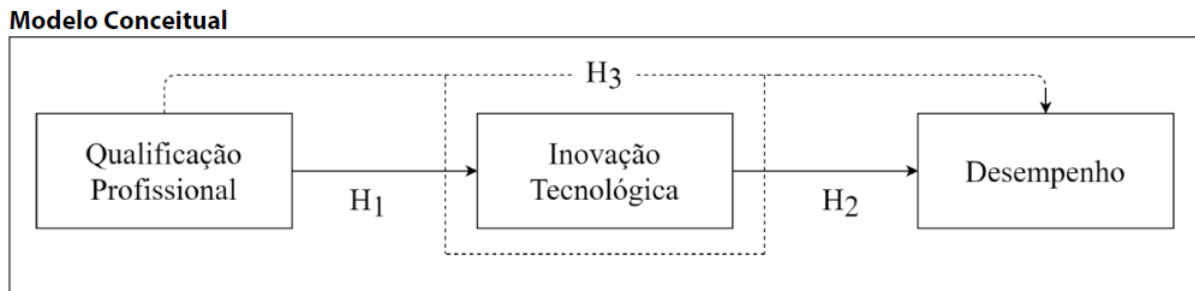 Modelo Conceitual
H3
Qualificação
Profissional
H1
Inovação
Tecnológica
H2
Desempenho